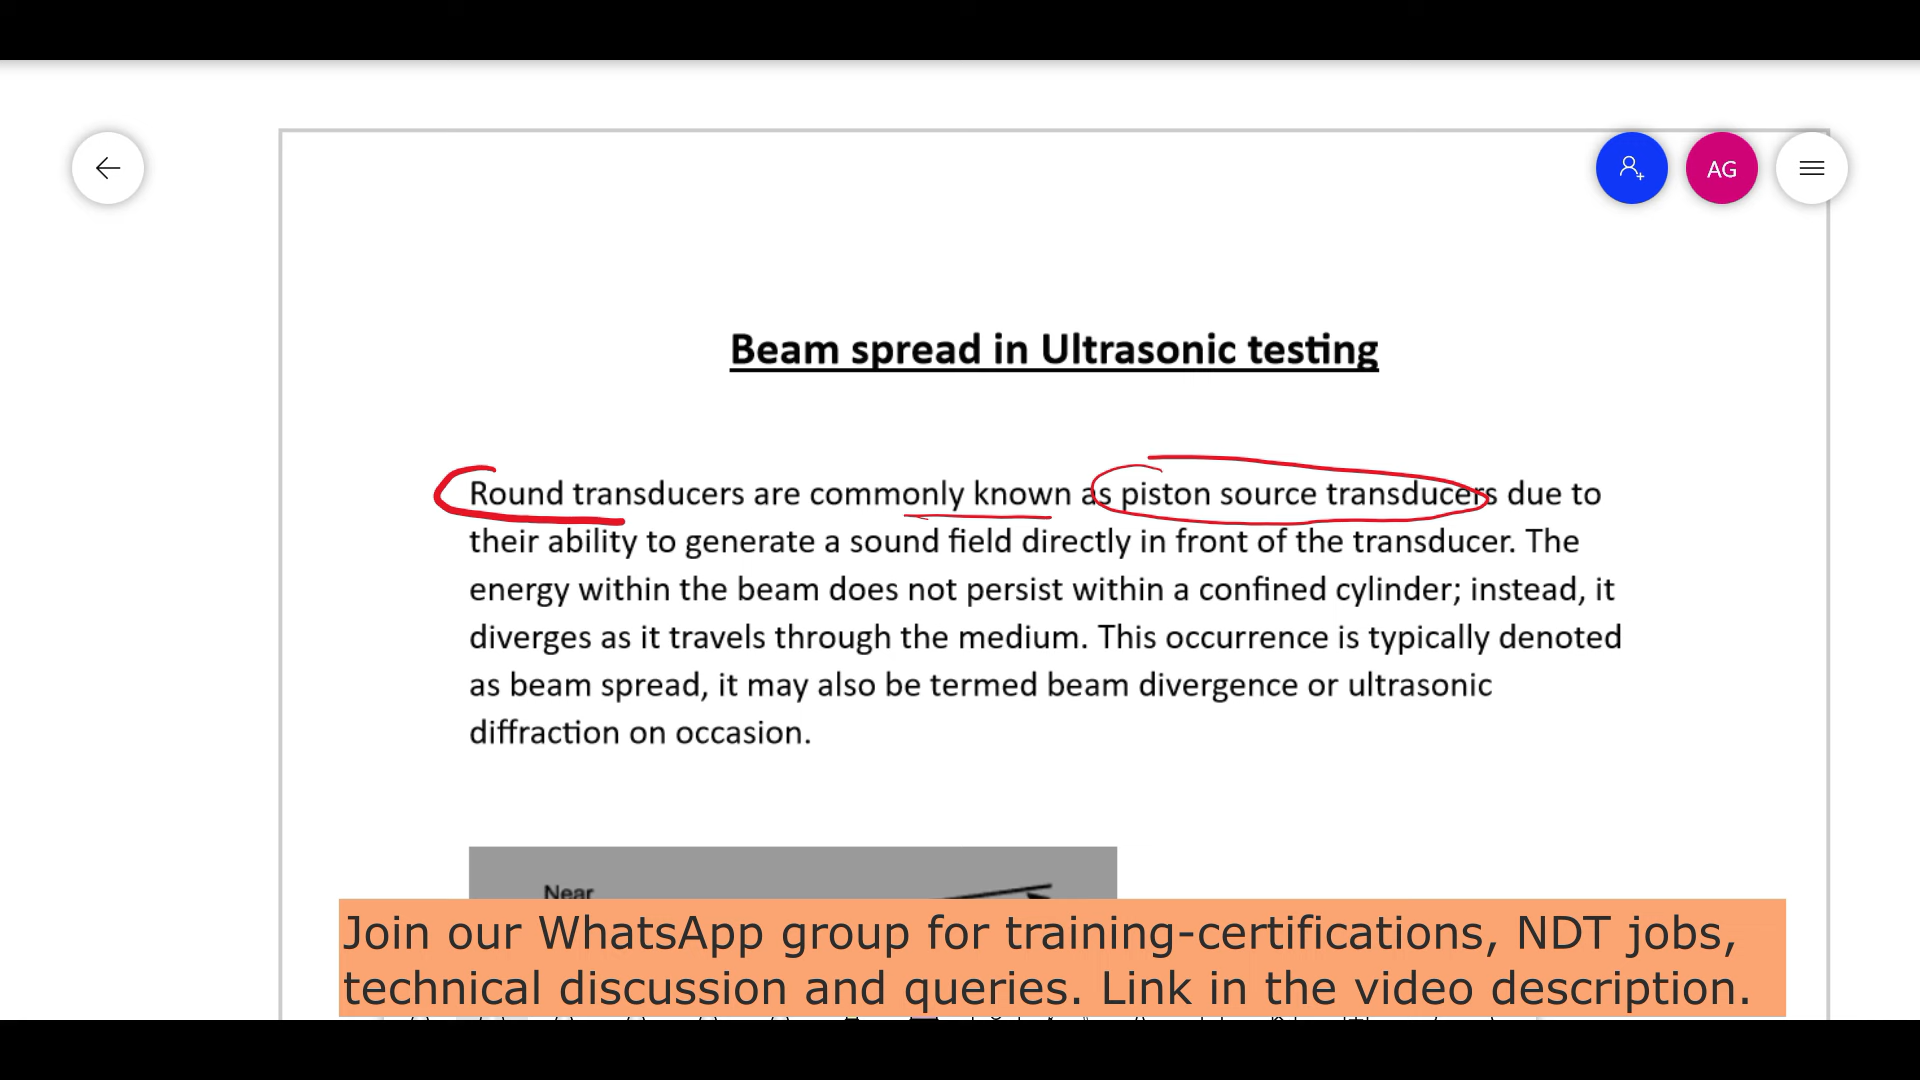 AG
Beam spread in Ultrasonic testing
Round transducers are commonly known as piston source transducers due to
their ability to generate a sound field directly in front of the transducer. The
energy within the beam does not persist within a confined cylinder; instead, it
diverges as it travels through the medium. This occurrence is typically denoted
as beam spread, it may also be termed beam divergence or ultrasonic
diffraction on occasion.
Near
Join our WhatsApp group for training-certifications, NDT jobs,
technical discussion and queries. Link in the video description.